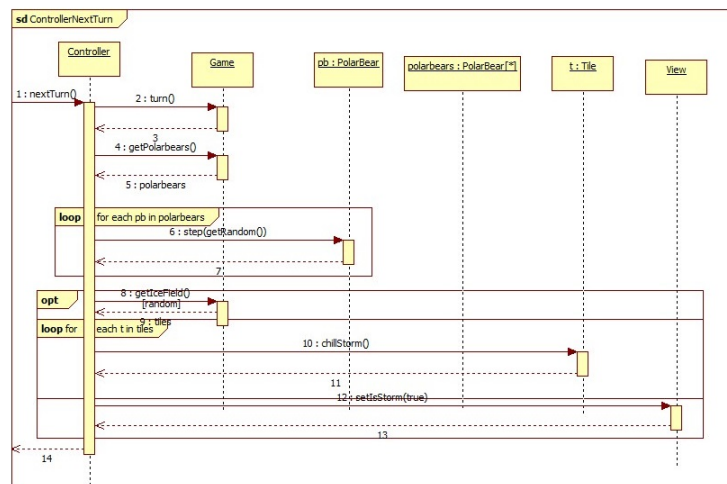 sd ControllerNextTurn
Controller
Game
pb : PolarBear
polarbears : PolarBear[*]
t : Tile
View
1 : nextTurn()
2 : turn()
3
4 : getPolarbears()
5 : polarbears
loop for each pb in polarbears
6 : step(getRandom())
7
opt
8 : getIceField()
[random]
9 : tiles
loop for each t in tiles
10 : chillStorm()
11
12 : setIsStorm(true)
13
14